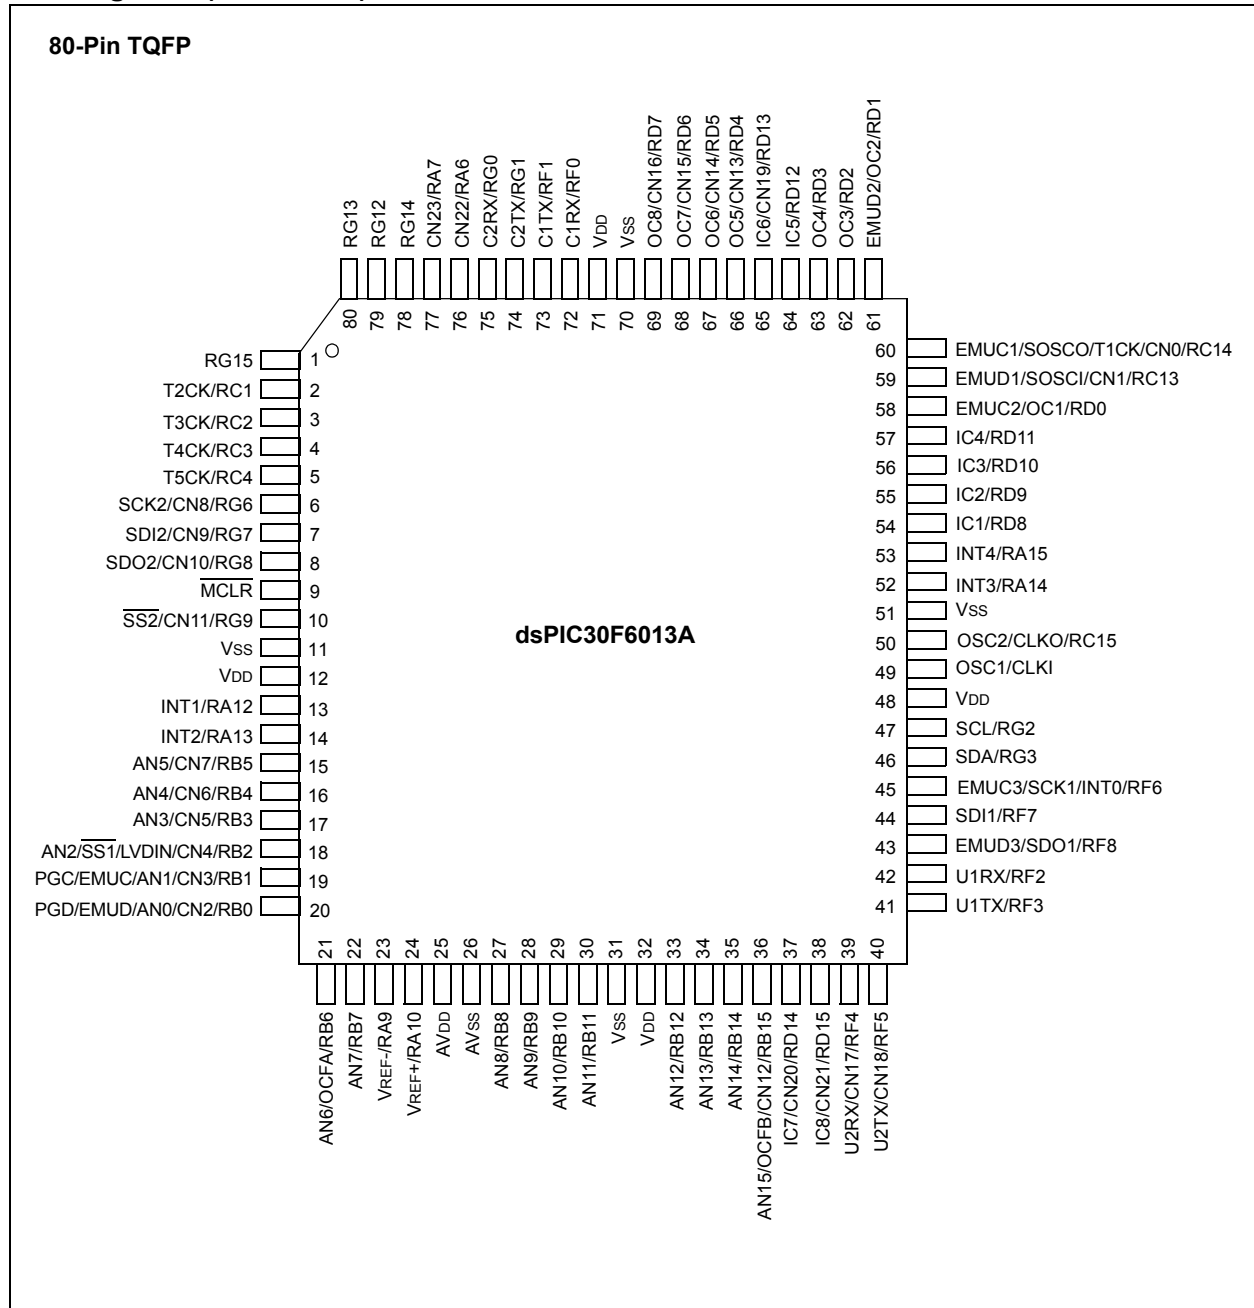 80-Pin TQFP
RG13
RG12
RG14
CN23/RA7
CN22/RA6
C2RX/RG0
C2TX/RG1
C1TX/RF1
C1RX/RF0
VDD
VSS
OC8/CN16/RD7
OC7/CN15/RD6
OC6/CN14/RD5
OC5/CN13/RD4
IC6/CN19/RD13
IC5/RD12
OC4/RD3
OC3/RD2
EMUD2/OC2/RD1
80
79
78
77
76
75
74
73
72
71
70
69
68
67
66
65
64
63
62
61
RG15 1
T2CK/RC1 2
T3CK/RC2 3
T4CK/RC3 4
T5CK/RC4 5
SCK2/CN8/RG6 6
SDI2/CN9/RG7 7
SDO2/CN10/RG8 8
MCLR 9
SS2/CN11/RG9 10
VSS 11
VDD 12
INT1/RA12 13
INT2/RA13 14
AN5/CN7/RB5 15
AN4/CN6/RB4 16
AN3/CN5/RB3 17
AN2/SS1/LVDIN/CN4/RB2 18
PGC/EMUC/AN1/CN3/RB1 19
PGD/EMUD/AN0/CN2/RB0 20
dsPIC30F6013A
60 EMUC1/SOSCO/T1CK/CN0/RC14
59 EMUD1/SOSCI/CN1/RC13
58 EMUC2/OC1/RD0
57 IC4/RD11
56 IC3/RD10
55 IC2/RD9
54 IC1/RD8
53 INT4/RA15
52 INT3/RA14
51 VSS
50 OSC2/CLKO/RC15
49 OSC1/CLKI
48 VDD
47 SCL/RG2
46 SDA/RG3
45 EMUC3/SCK1/INT0/RF6
44 SDI1/RF7
43 EMUD3/SDO1/RF8
42 U1RX/RF2
41 U1TX/RF3
21
22
23
24
25
26
27
28
29
30
31
32
33
34
35
36
37
38
39
40
AN6/OCFA/RB6
AN7/RB7
VREF-/RA9
VREF+/RA10
AVDD
AVSS
AN8/RB8
AN9/RB9
AN10/RB10
AN11/RB11
VSS
VDD
AN12/RB12
AN13/RB13
AN14/RB14
AN15/OCFB/CN12/RB15
IC7/CN20/RD14
IC8/CN21/RD15
U2RX/CN17/RF4
U2TX/CN18/RF5